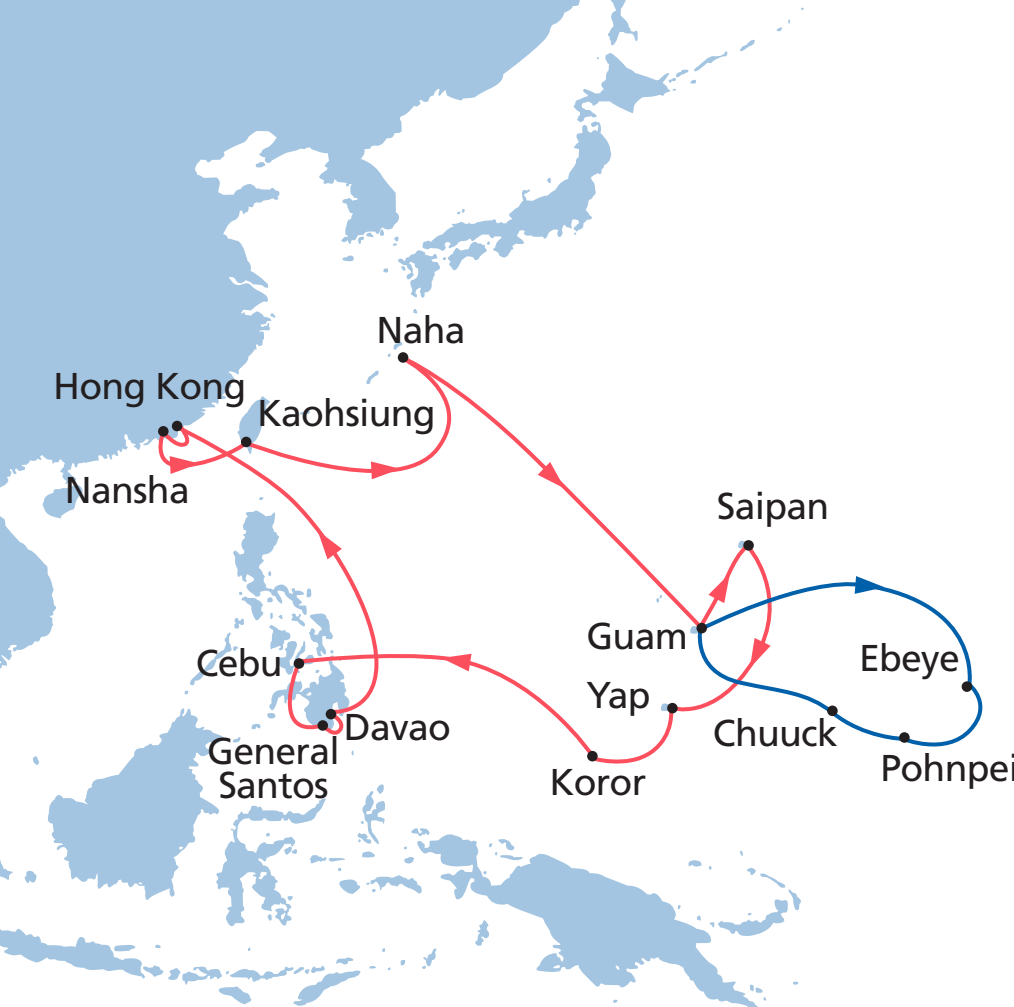 Naha
Hong Kong
Kaohsiung
Nansha
Saipan
Guam
Ebeye
Cebu
Yap
Chuuck
Davao
General
Santos
Koror
Pohnpei